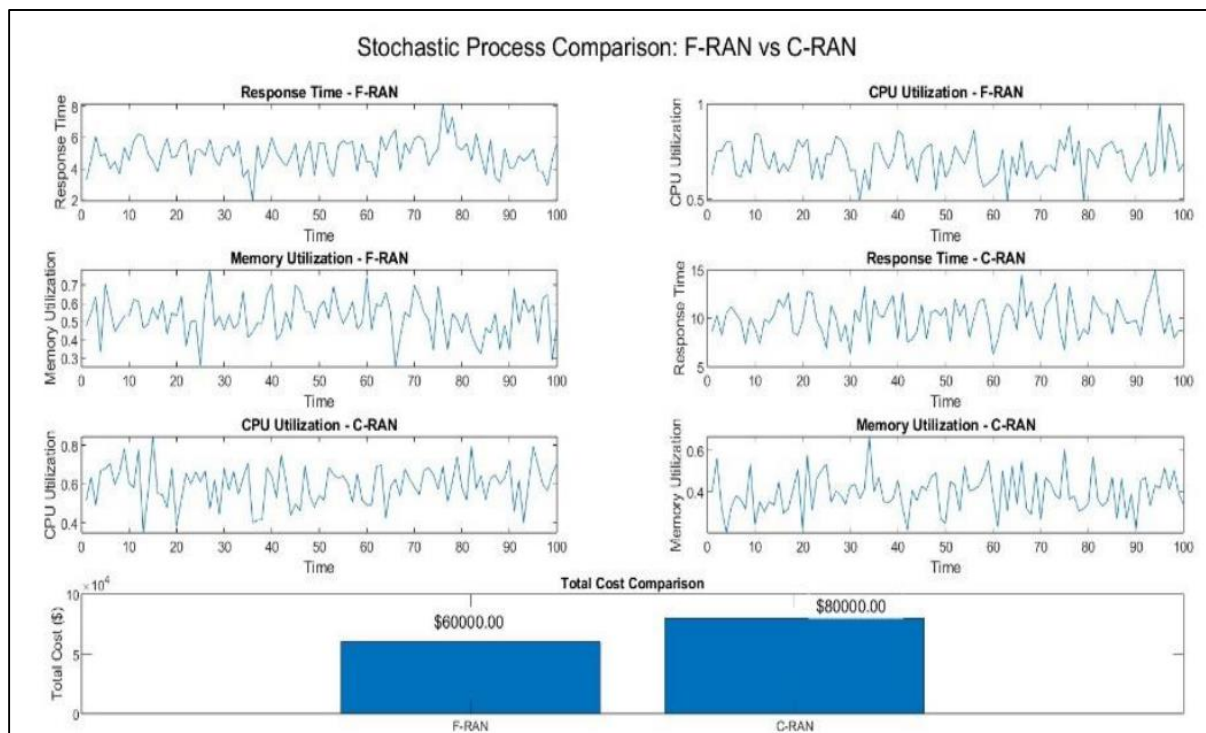 Stochastic Process Comparison: F-RAN vs C-RAN
Response Time - F-RAN
Response Time
8
6
4
2
0 10 20 30 40 50 60 70 80 90 100
Time
CPU Utilization - F-RAN
CPU Utilization
1
0.5
0 10 20 30 40 50 60 70 80 90 100
Time
Memory Utilization - F-RAN
Memory Utilization
0.7
0.6
0.5
0.4
0.3
0 10 20 30 40 50 60 70 80 90 100
Time
Response Time - C-RAN
Response Time
15
10
5
0 10 20 30 40 50 60 70 80 90 100
Time
CPU Utilization - C-RAN
CPU Utilization
0.8
0.6
0.4
0 10 20 30 40 50 60 70 80 90 100
Time
Memory Utilization - C-RAN
Memory Utilization
0.6
0.4
0 10 20 30 40 50 60 70 80 90 100
Time
Total Cost Comparison
×10⁴
Total Cost ($)
10
5
0
$60000.00
$80000.00
F-RAN
C-RAN